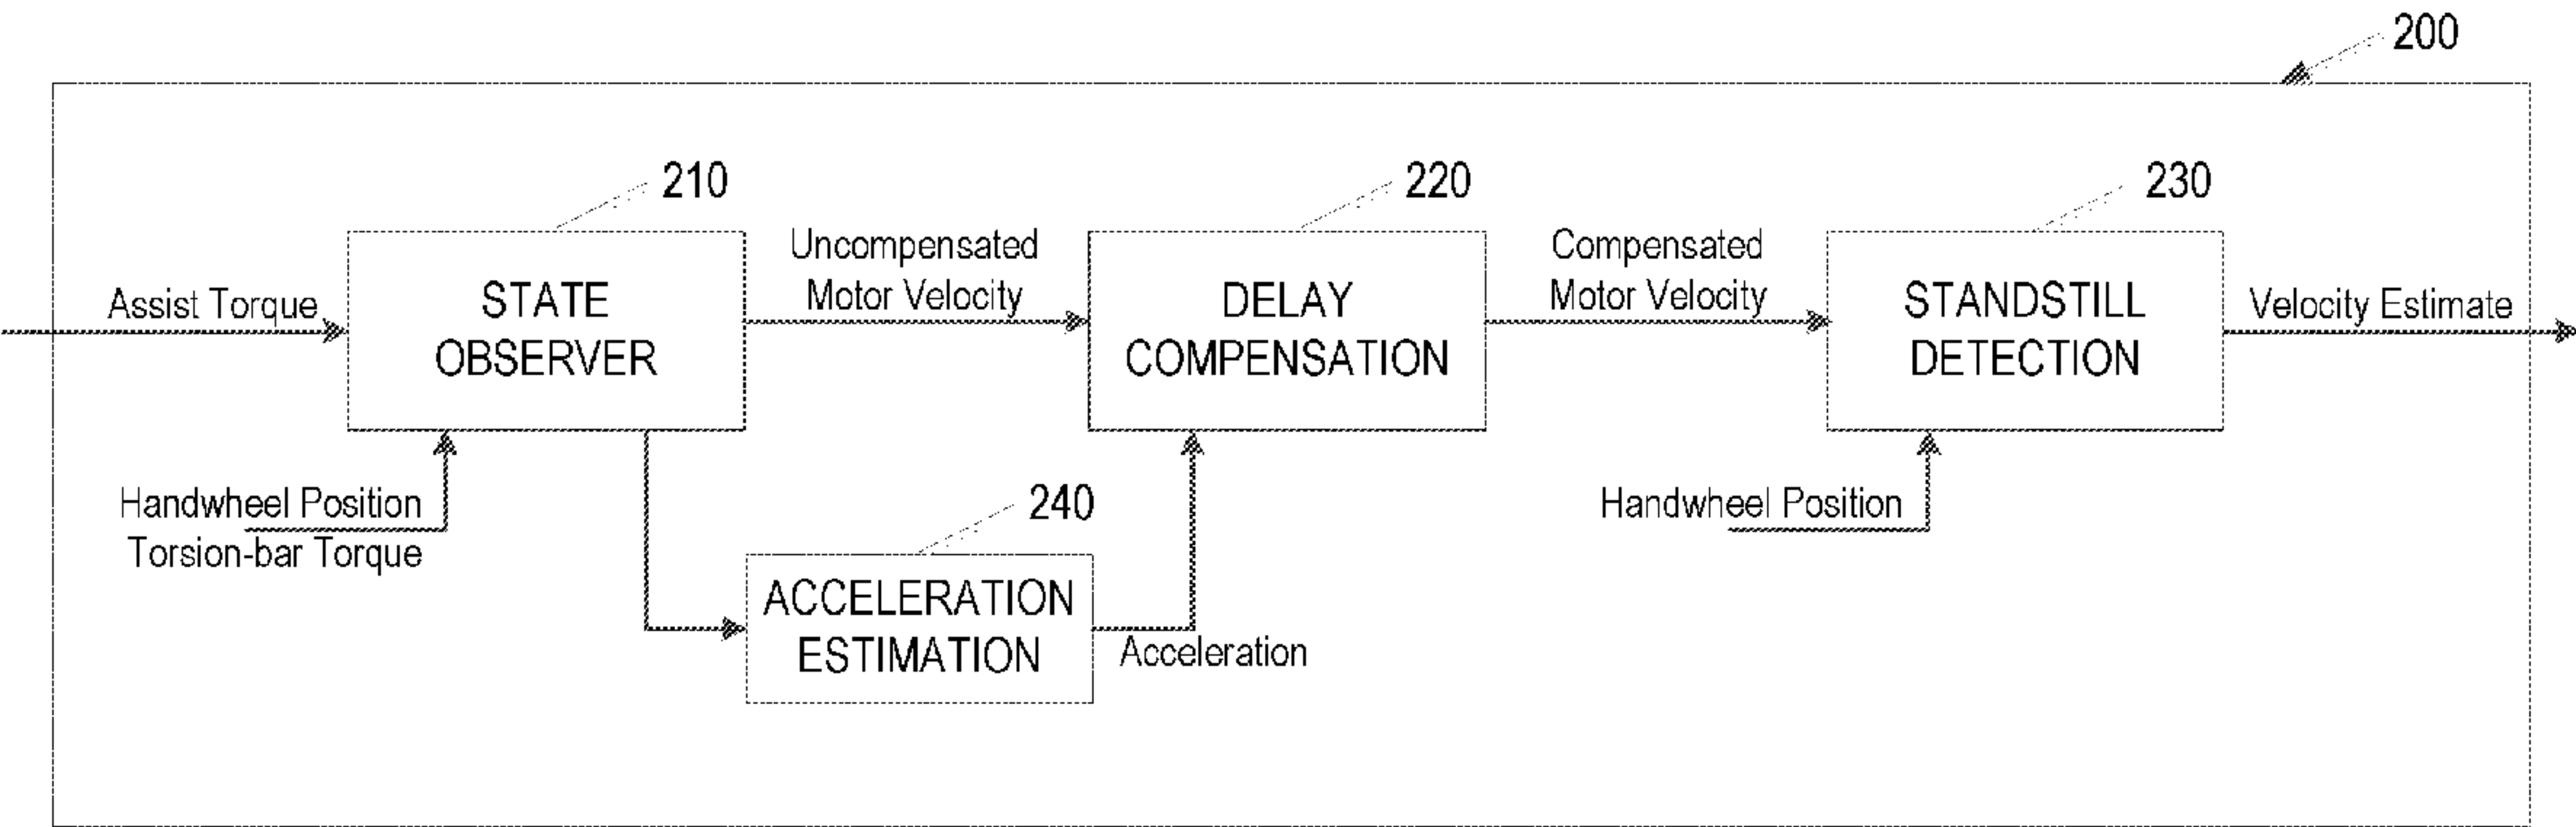 200
210
220
230
Uncompensated
Motor Velocity
Compensated
Motor Velocity
Assist Torque
STATE
OBSERVER
DELAY
COMPENSATION
STANDSTILL
DETECTION
Velocity Estimate
Handwheel Position
Torsion-bar Torque
240
Handwheel Position
ACCELERATION
ESTIMATION
Acceleration